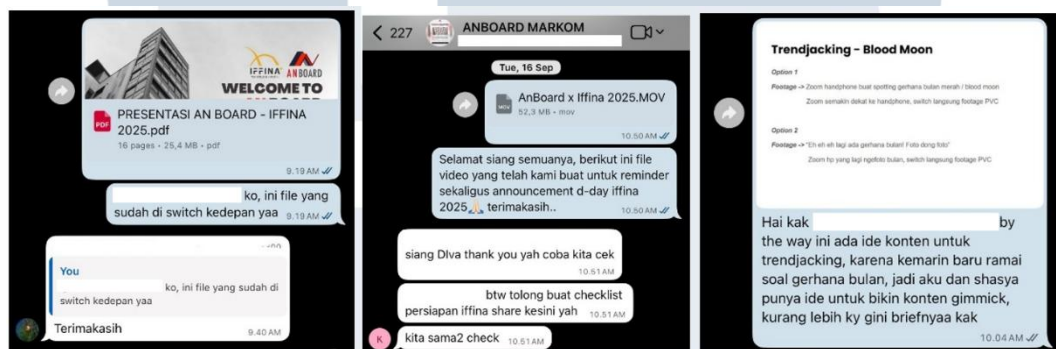 IFFINA
ANBOARD
WELCOME TO
PDF
PRESENTASI AN BOARD - IFFINA
2025.pdf
16 pages • 25,4 MB • pdf
9.19 AM
ko, ini file yang
sudah di switch kedepan yaa 9.19 AM
You
ko, ini file yang sudah di
switch kedepan yaa
Terimakasih
9.40 AM
227
ANBOARD MARKOM
Tue, 16 Sep
MOV
AnBoard x Iffina 2025.MOV
52,3 MB • mov
10.50 AM
Selamat siang semuanya, berikut ini file
video yang telah kami buat untuk reminder
sekaligus announcement d-day iffina
2025🙏 terimakasih..
10.50 AM
siang DIva thank you yah coba kita cek
10.51 AM
btw tolong buat checklist
persiapan iffina share kesini yah 10.51 AM
K
kita sama2 check 10.51 AM
Trendjacking - Blood Moon
Option 1
Footage -> Zoom handphone buat spotting gerhana bulan merah / blood moon
Zoom semakin dekat ke handphone, switch langsung footage PVC
Option 2
Footage -> "Eh eh eh lagi ada gerhana bulan! Foto dong foto"
Zoom hp yang lagi ngefoto bulan, switch langsung footage PVC
Hai kak by
the way ini ada ide konten untuk
trendjacking, karena kemarin baru ramai
soal gerhana bulan, jadi aku dan shasya
punya ide untuk bikin konten gimmick,
kurang lebih ky gini briefnyaa kak
10.04 AM